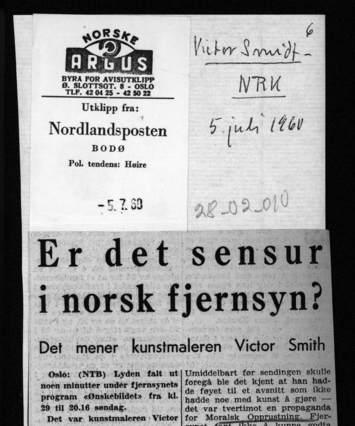 6
NORSKE
ARGUS
BYRA FOR AVISUTKLIPP
Ø. SLOTTSGT. 8 - OSLO
TLF. 42 04 25 - 42 50 22
Utklipp fra:
Nordlandsposten
BODØ
Pol. tendens: Høire
-5.7.60
Victor Smidt-
NRK
5. juli 1960
28-02-010
Er det sensur
i norsk fjernsyn?
Det mener kunstmaleren Victor Smith
Oslo: (NTB) Lyden falt ut
noen minutter under fjernsynets
program «Ønskebildet» fra kl.
29 til 20.16 søndag.
Det var kunstmaleren Victor
Umiddelbart før sendingen skulle
foregå ble det kjent at han had-
de føyet til et avsnitt som ikke
hadde noe med kunst å gjøre —
det var tvertimot en propaganda
for Moralsk Opprustning. Fjer-